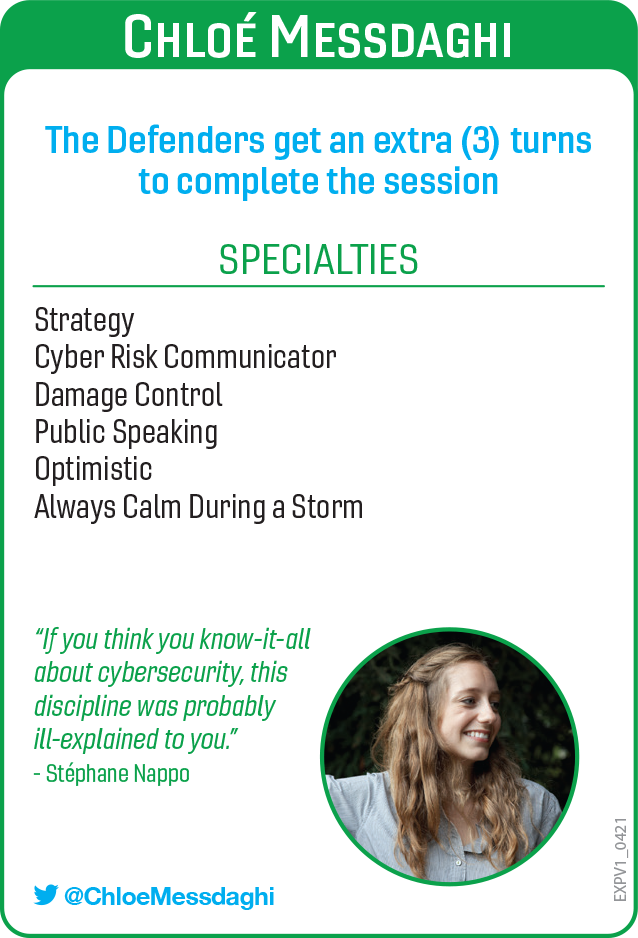 CHLOÉ MESSDAGHI
The Defenders get an extra (3) turns
to complete the session
SPECIALTIES
Strategy
Cyber Risk Communicator
Damage Control
Public Speaking
Optimistic
Always Calm During a Storm
“If you think you know-it-all
about cybersecurity, this
discipline was probably
ill-explained to you.”
- Stéphane Nappo
@ChloeMessdaghi
EXPV1_0421